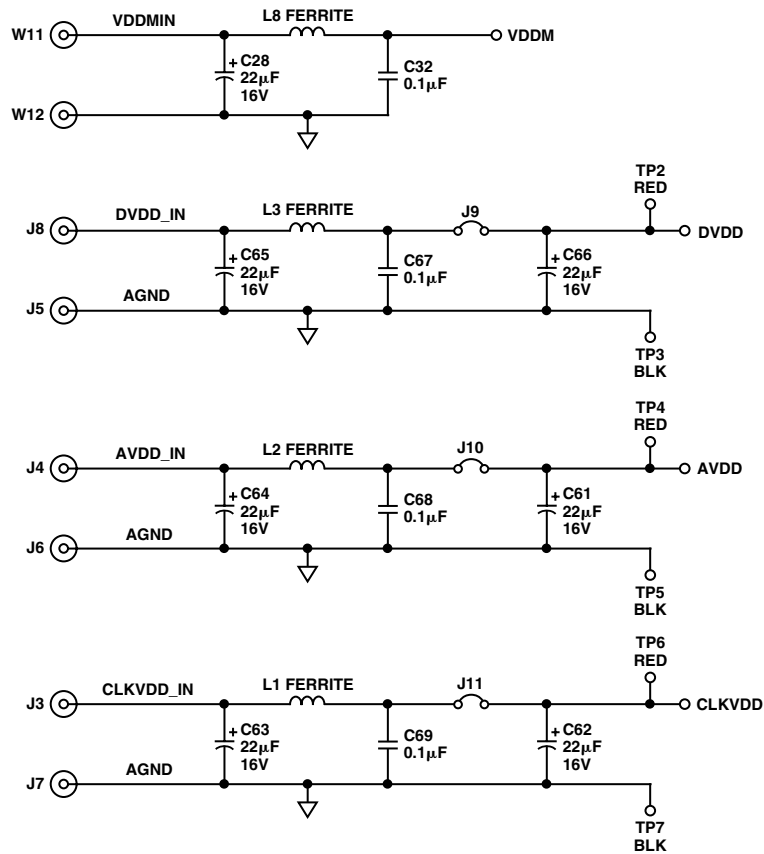 L8 FERRITE
W11
VDDMIN
VDDM
+ C28
22μF
16V
C32
0.1μF
W12
TP2
RED
J8
DVDD_IN
L3 FERRITE
J9
DVDD
+ C65
22μF
16V
C67
0.1μF
+ C66
22μF
16V
J5
AGND
TP3
BLK
TP4
RED
J4
AVDD_IN
L2 FERRITE
J10
AVDD
+ C64
22μF
16V
C68
0.1μF
+ C61
22μF
16V
J6
AGND
TP5
BLK
TP6
RED
J3
CLKVDD_IN
L1 FERRITE
J11
CLKVDD
+ C63
22μF
16V
C69
0.1μF
+ C62
22μF
16V
J7
AGND
TP7
BLK